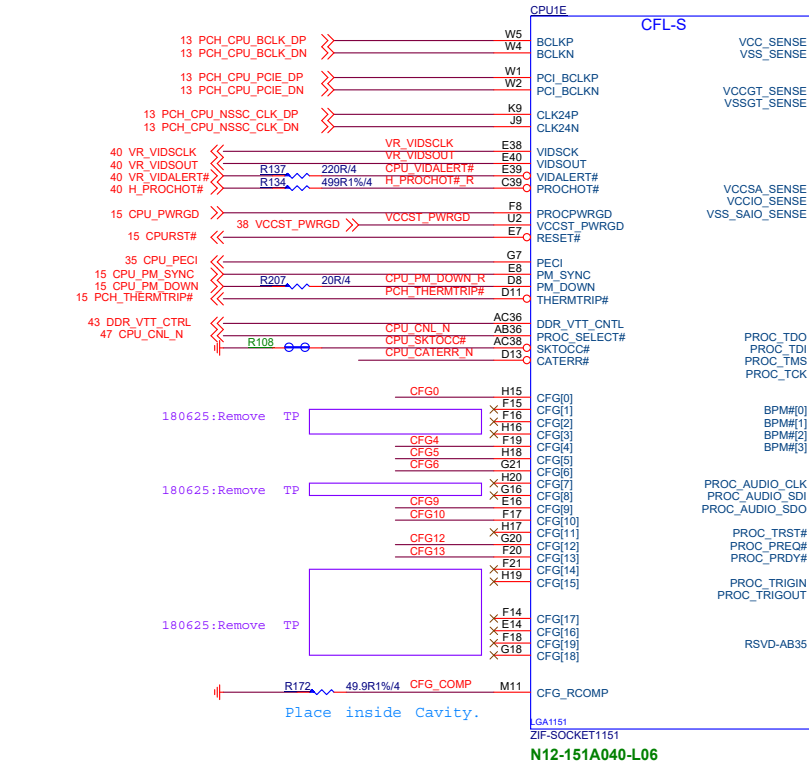 CPU1E
CFL-S
13 PCH_CPU_BCLK_DP W5 BCLKP VCC_SENSE
13 PCH_CPU_BCLK_DN W4 BCLKN VSS_SENSE
13 PCH_CPU_PCIE_DP W1 PCI_BCLKP VCCGT_SENSE
13 PCH_CPU_PCIE_DN W2 PCI_BCLKN VSSGT_SENSE
13 PCH_CPU_NSSC_CLK_DP K9 CLK24P
13 PCH_CPU_NSSC_CLK_DN J9 CLK24N
40 VR_VIDSCLK VR_VIDSCLK E38 VIDSCK
40 VR_VIDSOUT VR_VIDSOUT E40 VIDSOUT
40 VR_VIDALERT# R137 220R/4 CPU_VIDALERT# E39 VIDALERT#
40 H_PROCHOT# R134 499R1%/4 H_PROCHOT#_R C39 PROCHOT# VCCSA_SENSE
VCCIO_SENSE
15 CPU_PWRGD F8 PROCPWRGD VSS_SAIO_SENSE
38 VCCST_PWRGD VCCST_PWRGD U2 VCCST_PWRGD
15 CPURST# E7 RESET#
35 CPU_PECI G7 PECI
15 CPU_PM_SYNC E8 PM_SYNC
15 CPU_PM_DOWN R207 20R/4 CPU_PM_DOWN_R D8 PM_DOWN
15 PCH_THERMTRIP# PCH_THERMTRIP# D11 THERMTRIP#
43 DDR_VTT_CTRL AC36 DDR_VTT_CNTL
47 CPU_CNL_N CPU_CNL_N AB36 PROC_SELECT# PROC_TDO
R108 CPU_SKTOCC# AC38 SKTOCC# PROC_TDI
CPU_CATERR_N D13 CATERR# PROC_TMS
PROC_TCK
CFG0 H15 CFG[0]
F15 CFG[1] BPM#[0]
180625:Remove TP F16 CFG[2] BPM#[1]
H16 CFG[3] BPM#[2]
CFG4 F19 CFG[4] BPM#[3]
CFG5 H18 CFG[5]
CFG6 G21 CFG[6]
H20 CFG[7] PROC_AUDIO_CLK
180625:Remove TP G16 CFG[8] PROC_AUDIO_SDI
CFG9 E16 CFG[9] PROC_AUDIO_SDO
CFG10 F17 CFG[10]
H17 CFG[11] PROC_TRST#
CFG12 G20 CFG[12] PROC_PREQ#
CFG13 F20 CFG[13] PROC_PRDY#
F21 CFG[14]
H19 CFG[15] PROC_TRIGIN
PROC_TRIGOUT
F14 CFG[17]
180625:Remove TP E14 CFG[16]
F18 CFG[19] RSVD-AB35
G18 CFG[18]
R172 49.9R1%/4 CFG_COMP M11 CFG_RCOMP
Place inside Cavity.
LGA1151
ZIF-SOCKET1151
N12-151A040-L06